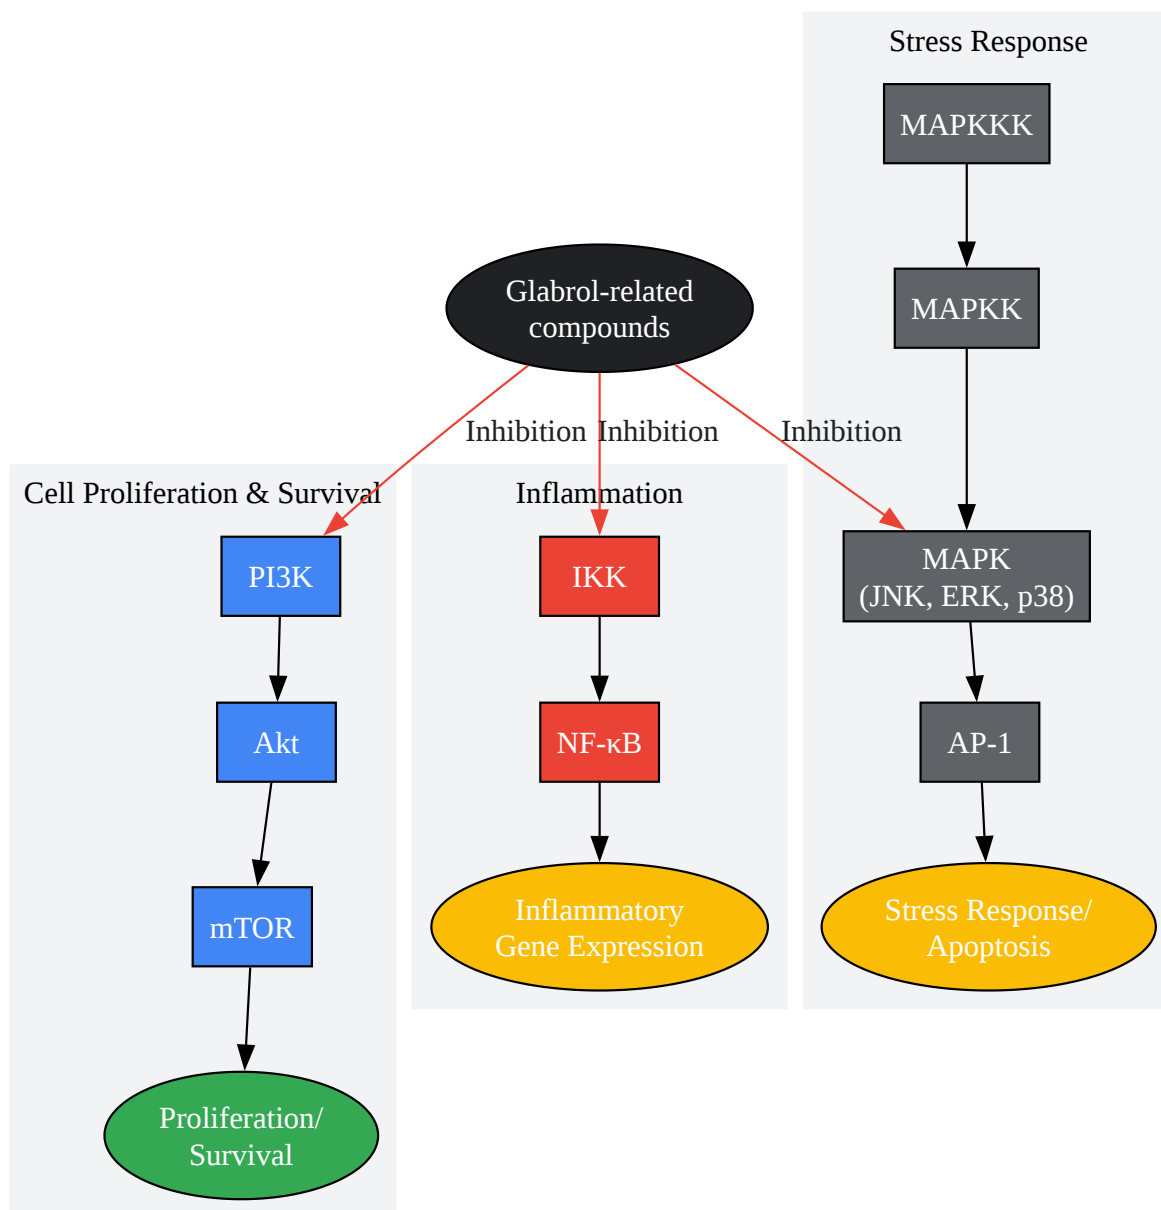 Stress Response
MAPKKK
MAPKK
Glabrol-related
compounds
Inhibition
Inhibition
Inhibition
Cell Proliferation & Survival
PI3K
Akt
mTOR
Proliferation/
Survival
Inflammation
IKK
NF-κB
Inflammatory
Gene Expression
MAPK
(JNK, ERK, p38)
AP-1
Stress Response/
Apoptosis